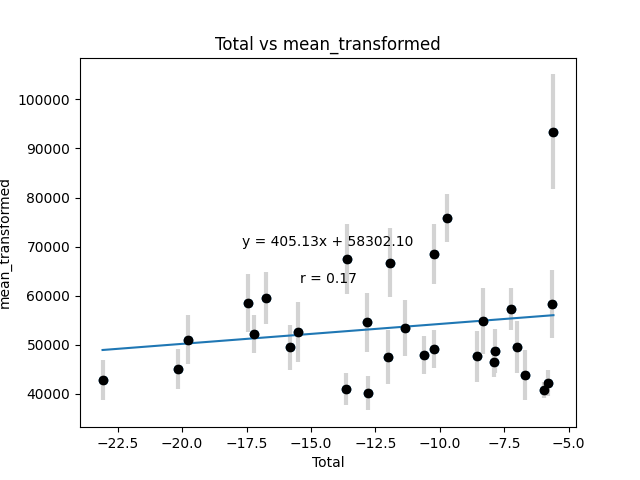 Total vs mean_transformed
mean_transformed
100000
90000
80000
70000
60000
50000
40000
y = 405.13x + 58302.10
r = 0.17
−22.5 −20.0 −17.5 −15.0 −12.5 −10.0 −7.5 −5.0
Total